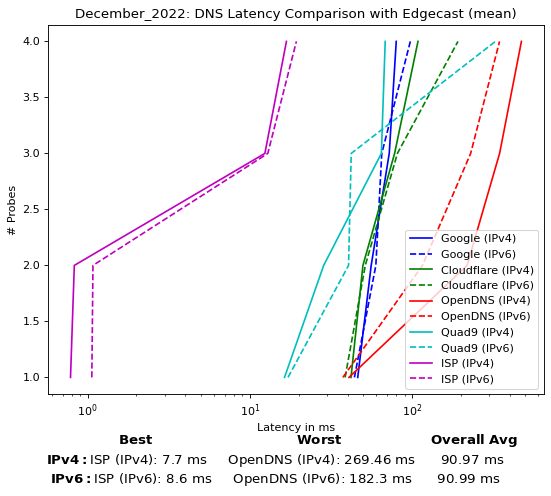 December_2022: DNS Latency Comparison with Edgecast (mean)
# Probes
4.0
3.5
3.0
2.5
2.0
1.5
1.0
Google (IPv4)
Google (IPv6)
Cloudflare (IPv4)
Cloudflare (IPv6)
OpenDNS (IPv4)
OpenDNS (IPv6)
Quad9 (IPv4)
Quad9 (IPv6)
ISP (IPv4)
ISP (IPv6)
10⁰ 10¹ 10²
Latency in ms
Best Worst Overall Avg
IPv4: ISP (IPv4): 7.7 ms OpenDNS (IPv4): 269.46 ms 90.97 ms
IPv6: ISP (IPv6): 8.6 ms OpenDNS (IPv6): 182.3 ms 90.99 ms